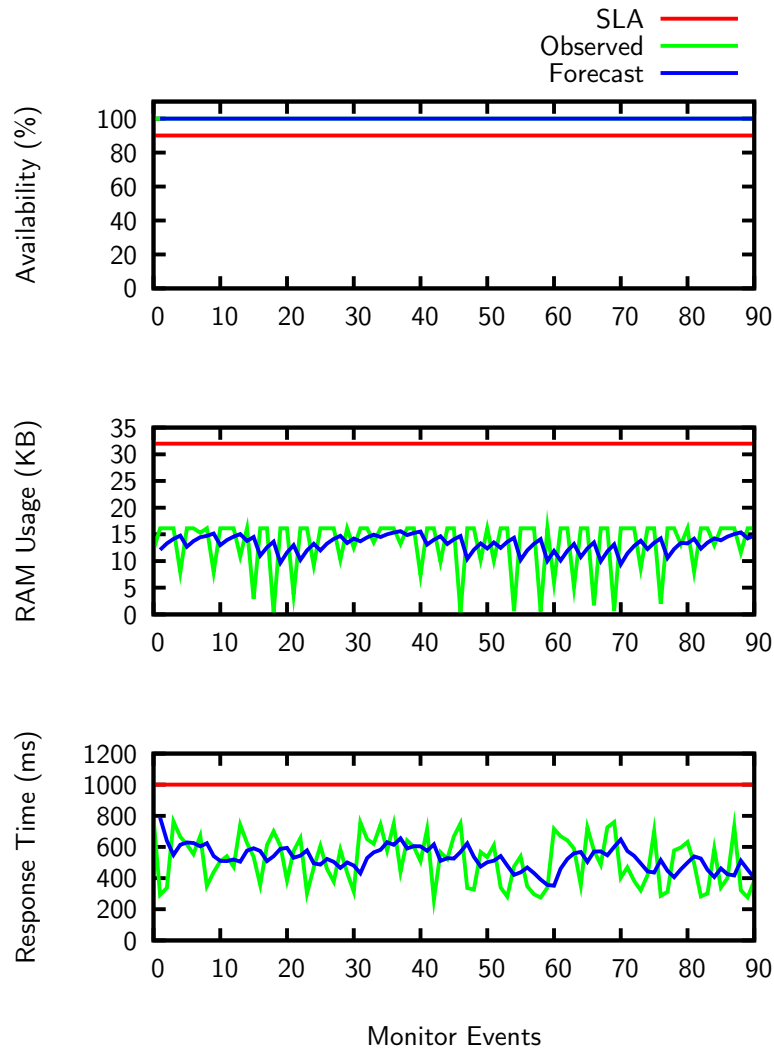 SLA
Observed
Forecast
Availability (%)
100
80
60
40
20
0
0 10 20 30 40 50 60 70 80 90
RAM Usage (KB)
35
30
25
20
15
10
5
0
0 10 20 30 40 50 60 70 80 90
Response Time (ms)
1200
1000
800
600
400
200
0
0 10 20 30 40 50 60 70 80 90
Monitor Events